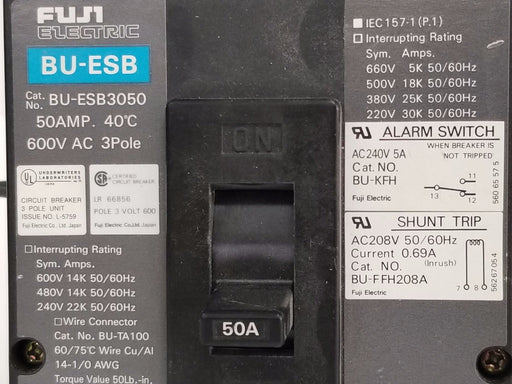 FUJI
ELECTRIC
BU-ESB
Cat. No. BU-ESB3050
50AMP. 40℃
600V AC 3Pole
UL UNDERWRITERS
LABORATORIES
CIRCUIT BREAKER
3 POLE UNIT
ISSUE NO. L-5759
Fuji Electric Co., Ltd. Japan
SA CERTIFIED
CIRCUIT BREAKER
LR 66856
POLE 3 VOLT 600
Fuji Electric Co.,Ltd. Japan
□Interrupting Rating
Sym. Amps.
600V 14K 50/60Hz
480V 14K 50/60Hz
240V 22K 50/60Hz
□Wire Connector
Cat. No. BU-TA100
60/75℃ Wire Cu/Al
14-1/0 AWG
Torque Value 50Lb.-in.
ON
50A
■ IEC157-1(P.1)
□ Interrupting Rating
Sym. Amps.
660V 5K 50/60Hz
500V 18K 50/60Hz
380V 25K 50/60Hz
220V 30K 50/60Hz
ALARM SWITCH
AC240V 5A
WHEN BREAKER IS
'NOT TRIPPED'
Cat. NO.
BU-KFH
Fuji Electric
11
13
12
5606575
SHUNT TRIP
AC208V 50/60Hz
Current 0.69A
(Inrush)
CAT. NO.
BU-FFH208A
Fuji Electric
7 8
56267054